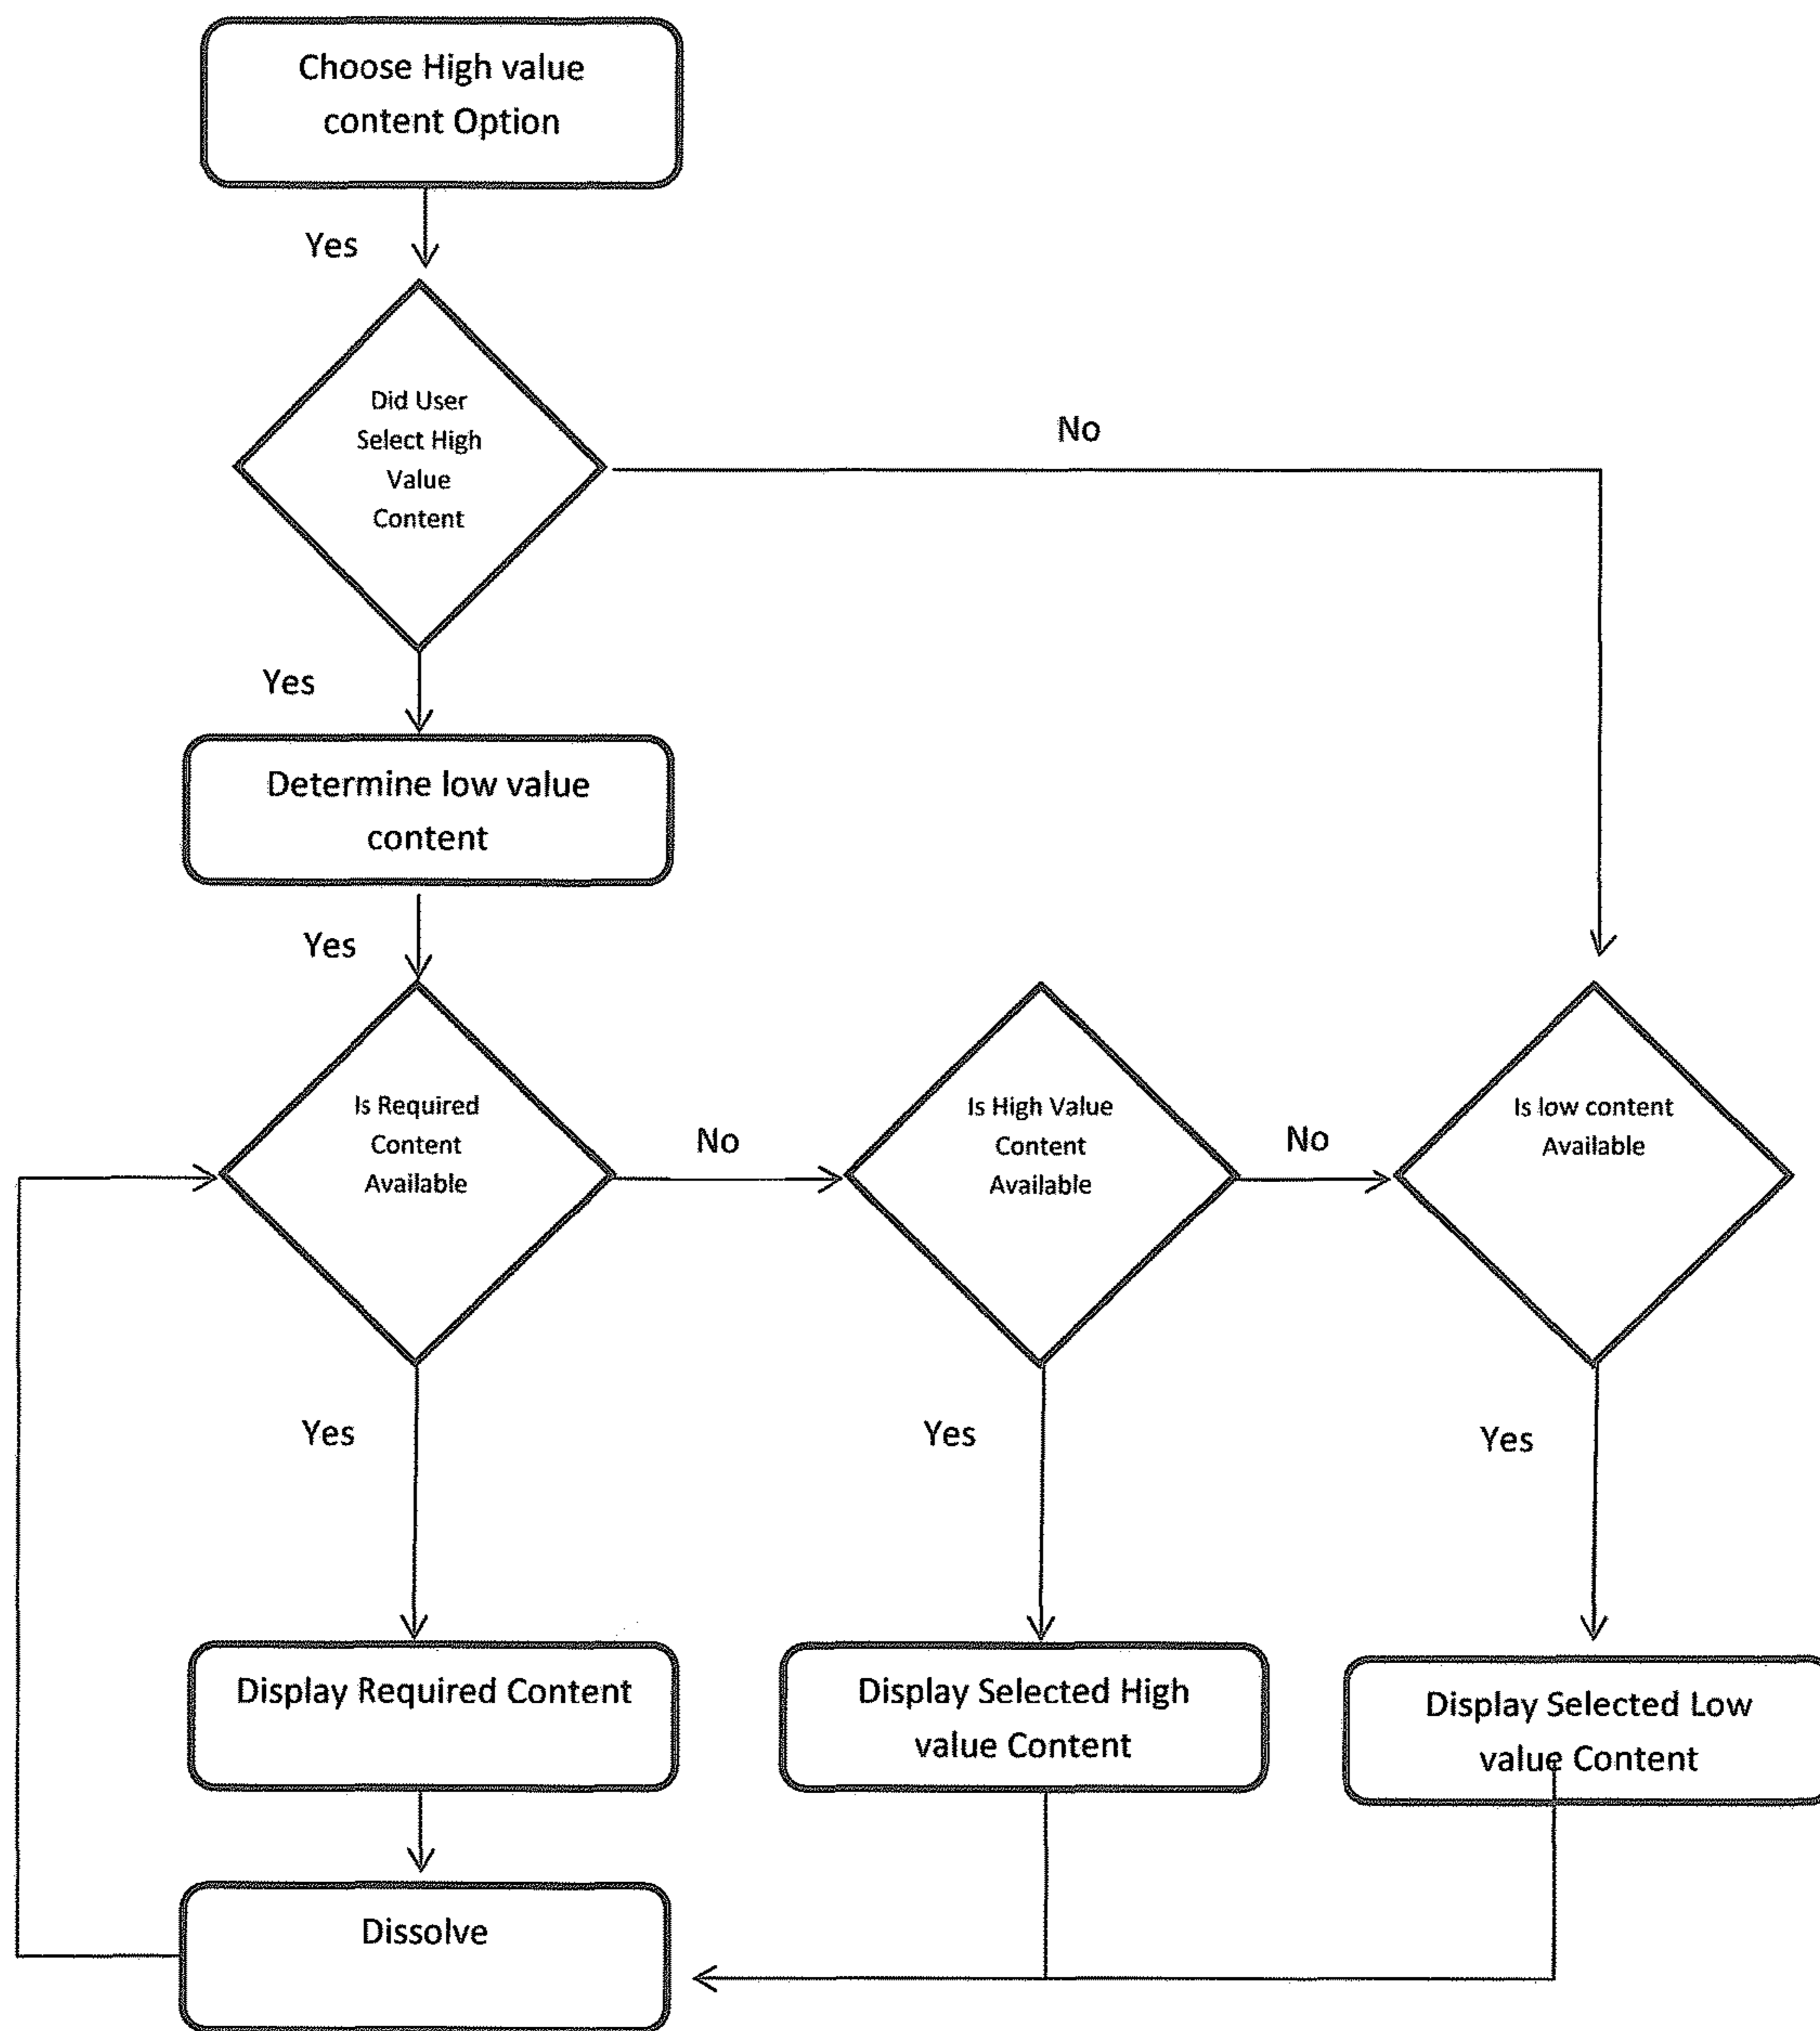 Choose High value
content Option
Yes
Did User
Select High
Value
Content
No
Yes
Determine low value
content
Yes
Is Required
Content
Available
No
Is High Value
Content
Available
No
Is low content
Available
Yes
Yes
Yes
Display Required Content
Display Selected High
value Content
Display Selected Low
value Content
Dissolve